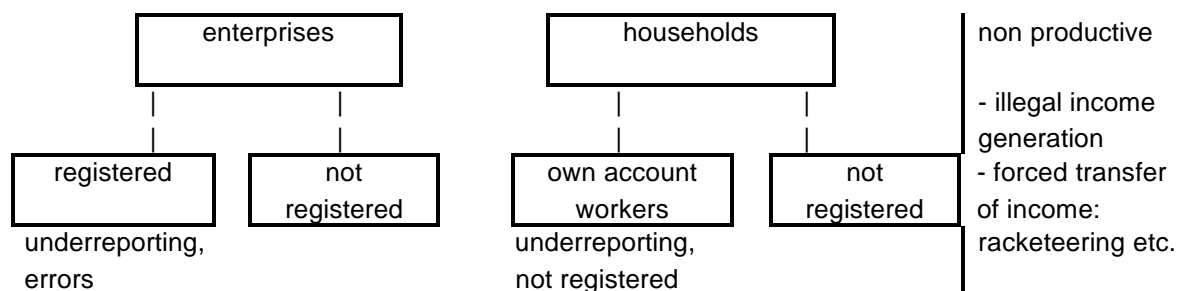 enterprises
households
non productive
- illegal income
generation
registered
not
registered
own account
workers
not
registered
- forced transfer
of income:
racketeering etc.
underreporting,
errors
underreporting,
not registered